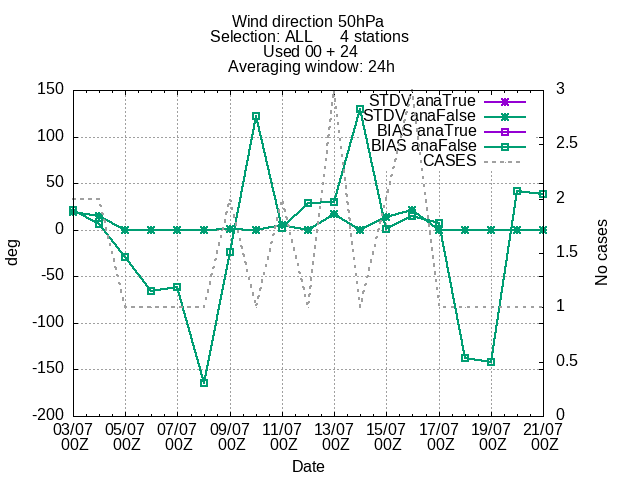 Wind direction 50hPa
Selection: ALL 4 stations
Used 00 + 24
Averaging window: 24h
STDV anaTrue
STDV anaFalse
BIAS anaTrue
BIAS anaFalse
CASES
150
100
50
0
-50
-100
-150
-200
deg
3
2.5
2
1.5
1
0.5
0
No cases
03/07 05/07 07/07 09/07 11/07 13/07 15/07 17/07 19/07 21/07
00Z 00Z 00Z 00Z 00Z 00Z 00Z 00Z 00Z 00Z
Date